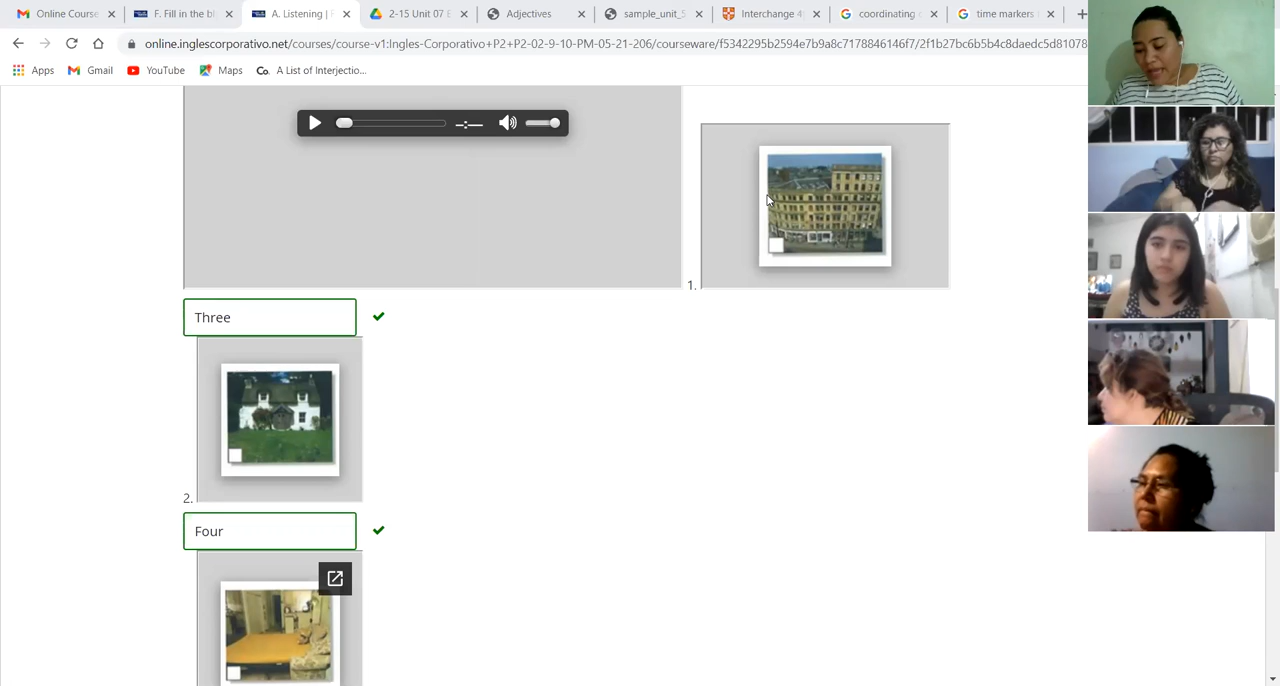 Online Course
F. Fill in the bl
A. Listening | F
2-15 Unit 07 E
Adjectives
sample_unit_5
Interchange 4
coordinating
time markers i
online.inglescorporativo.net/courses/course-v1:Ingles-Corporativo+P2+P2-02-9-10-PM-05-21-206/courseware/f5342295b2594e7b9a8c7178846146f7/2f1b27bc6b5b4c8daedc5d81078
Apps
Gmail
YouTube
Maps
Co. A List of Interjectio...
--:--
1.
Three
2.
Four